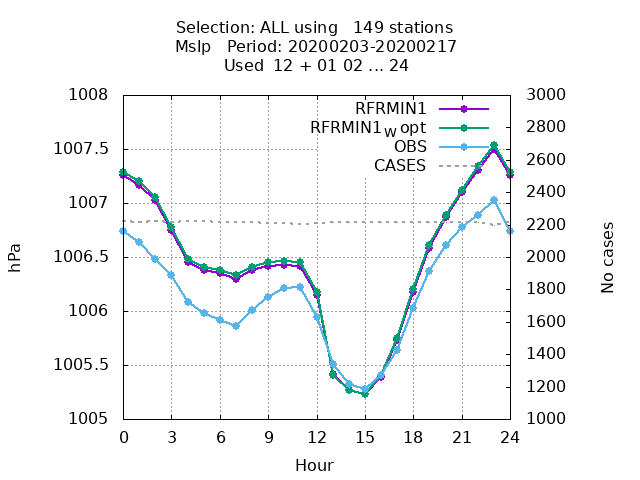 Selection: ALL using   149 stations
Mslp   Period: 20200203-20200217
Used  12 + 01 02 ... 24
1008
1007.5
1007
1006.5
1006
1005.5
1005
hPa
3000
2800
2600
2400
2200
2000
1800
1600
1400
1200
1000
No cases
RFRMIN1
RFRMIN1w opt
OBS
CASES
0 3 6 9 12 15 18 21 24
Hour